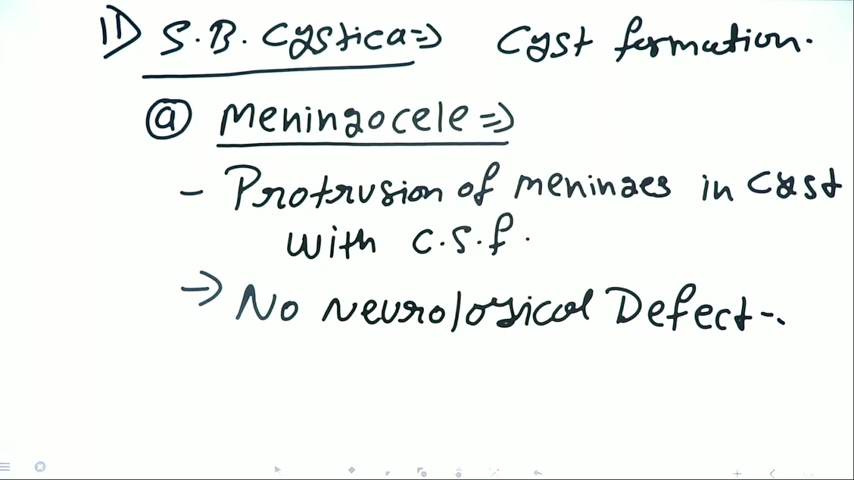 II) S.B. Cystica ⇒ Cyst formation.
ⓐ Meningocele ⇒
- Protrusion of meninges in Cyst
with C.S.f.
→ No Neurological Defect -.